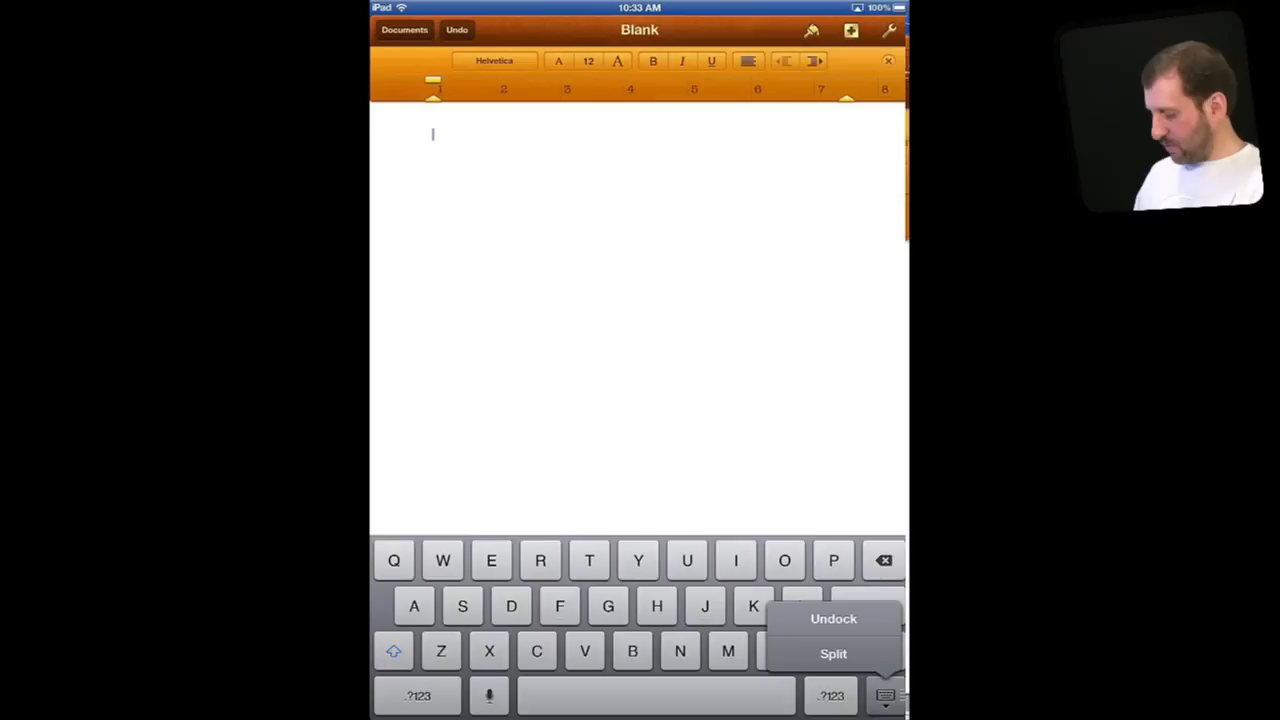 iPad 10:33 AM 100%
Documents Undo Blank
Helvetica A 12 A B I U
1 2 3 4 5 6 7 8
Q W E R T Y U I O P
A S D F G H J K
Undock
Z X C V B N M
Split
.?123 .?123